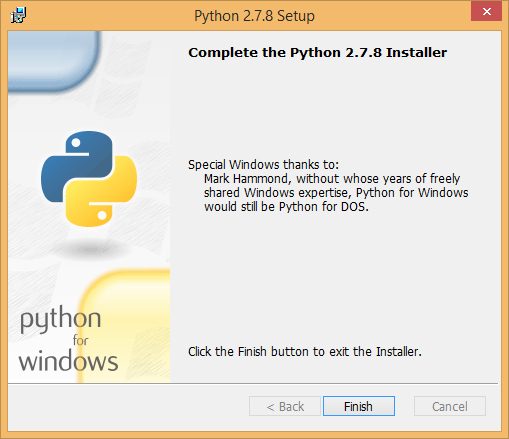 Python 2.7.8 Setup
Complete the Python 2.7.8 Installer
Special Windows thanks to:
Mark Hammond, without whose years of freely
shared Windows expertise, Python for Windows
would still be Python for DOS.
python
for
windows
Click the Finish button to exit the Installer.
< Back
Finish
Cancel